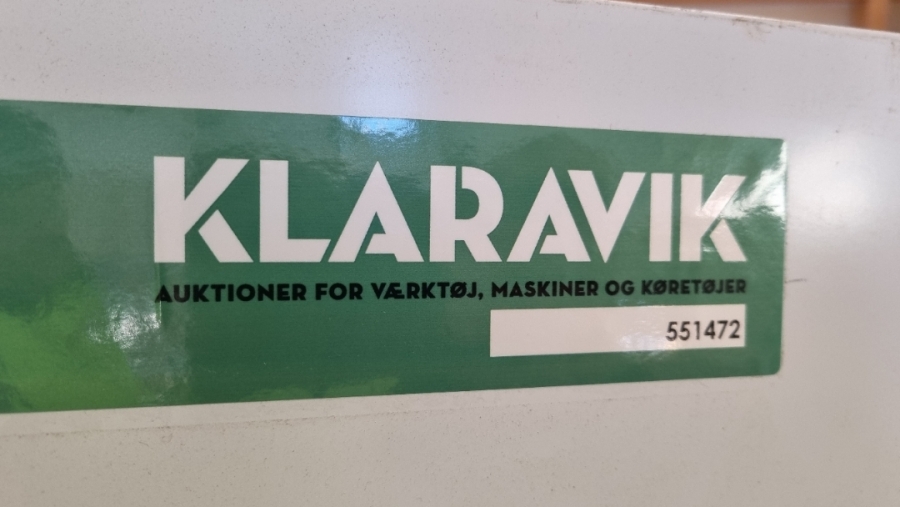 KLARAVIK
AUKTIONER FOR VÆRKTØJ, MASKINER OG KØRETØJER
551472